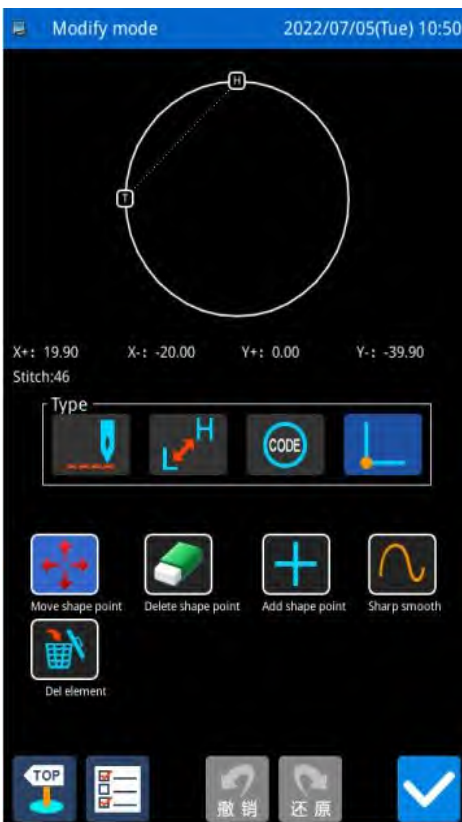 Modify mode 2022/07/05(Tue) 10:50
H
T
X+: 19.90 X-: -20.00 Y+: 0.00 Y-: -39.90
Stitch:46
Type
L H CODE
Move shape point Delete shape point Add shape point Sharp smooth
Del element
TOP 撤销 还原